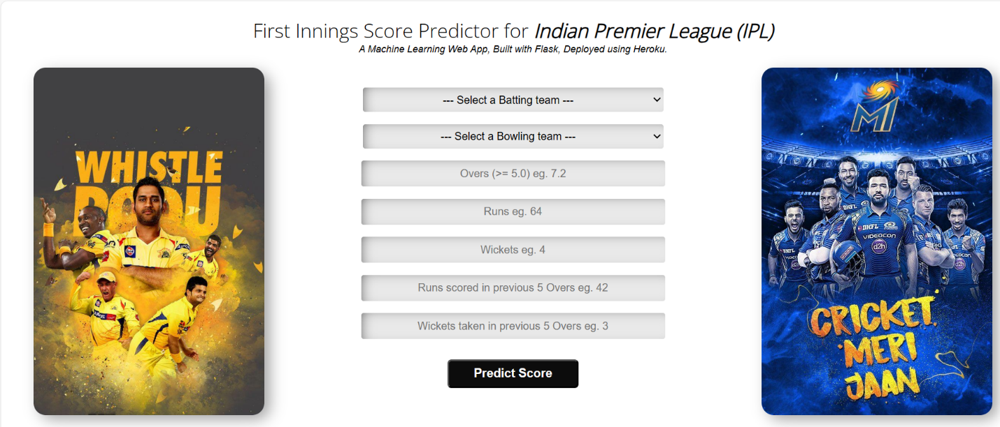 First Innings Score Predictor for Indian Premier League (IPL)
A Machine Learning Web App, Built with Flask, Deployed using Heroku.
WHISTLE
PODU
--- Select a Batting team ---
--- Select a Bowling team ---
Overs (>= 5.0) eg. 7.2
Runs eg. 64
Wickets eg. 4
Runs scored in previous 5 Overs eg. 42
Wickets taken in previous 5 Overs eg. 3
Predict Score
MI
DHFL
DHFL
VIDEOCON
d2h
DHFL
d2h
CRICKET,
MERI
JAAN